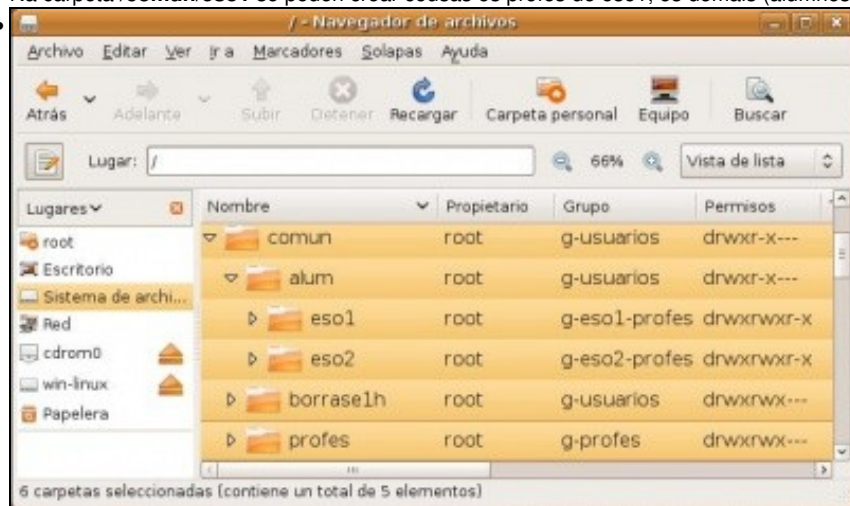 / - Navegador de archivos
Archivo Editar Ver Ir a Marcadores Solapas Ayuda
Atrás Adelante Subir Detener Recargar Carpeta personal Equipo Buscar
Lugar: / 66% Vista de lista
Lugares Nombre Propietario Grupo Permisos
root comun root g-usuarios drwxr-x---
Escritorio alum root g-usuarios drwxr-x---
Sistema de archi...
Red eso1 root g-eso1-profes drwxrwxr-x
cdrom0 eso2 root g-eso2-profes drwxrwxr-x
win-linux borrase1h root g-usuarios drwxrwx---
Papelera profes root g-profes drwxrwx---
6 carpetas seleccionadas (contiene un total de 5 elementos)